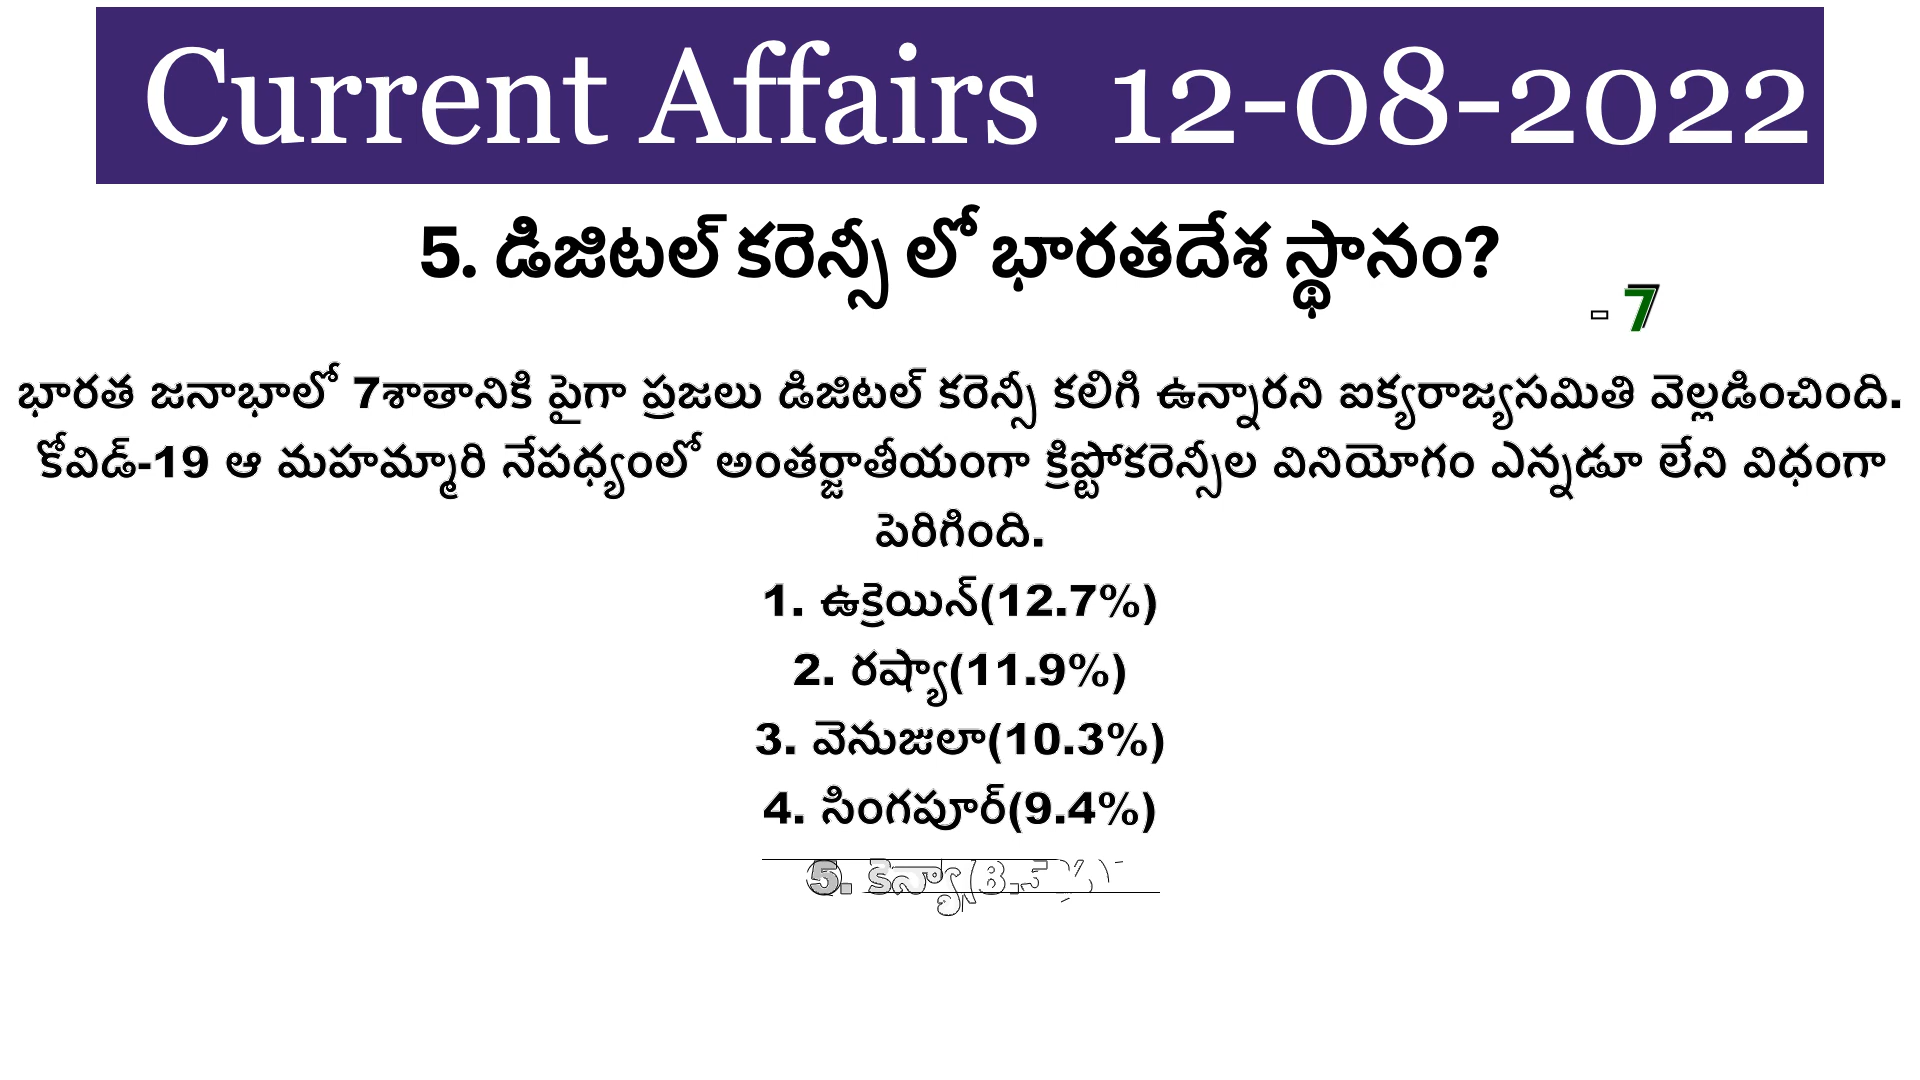 Current Affairs 12-08-2022
5. డిజిటల్ కరెన్సీ లో భారతదేశ స్థానం?
- 7
భారత జనాభాలో 7శాతానికి పైగా ప్రజలు డిజిటల్ కరెన్సీ కలిగి ఉన్నారని ఐక్యరాజ్యసమితి వెల్లడించింది.
కోవిడ్-19 ఆ మహమ్మారి నేపధ్యంలో అంతర్జాతీయంగా క్రిప్టోకరెన్సీల వినియోగం ఎన్నడూ లేని విధంగా
పెరిగింది.
1. ఉక్రెయిన్(12.7%)
2. రష్యా(11.9%)
3. వెనుజులా(10.3%)
4. సింగపూర్(9.4%)
5. కెన్యా